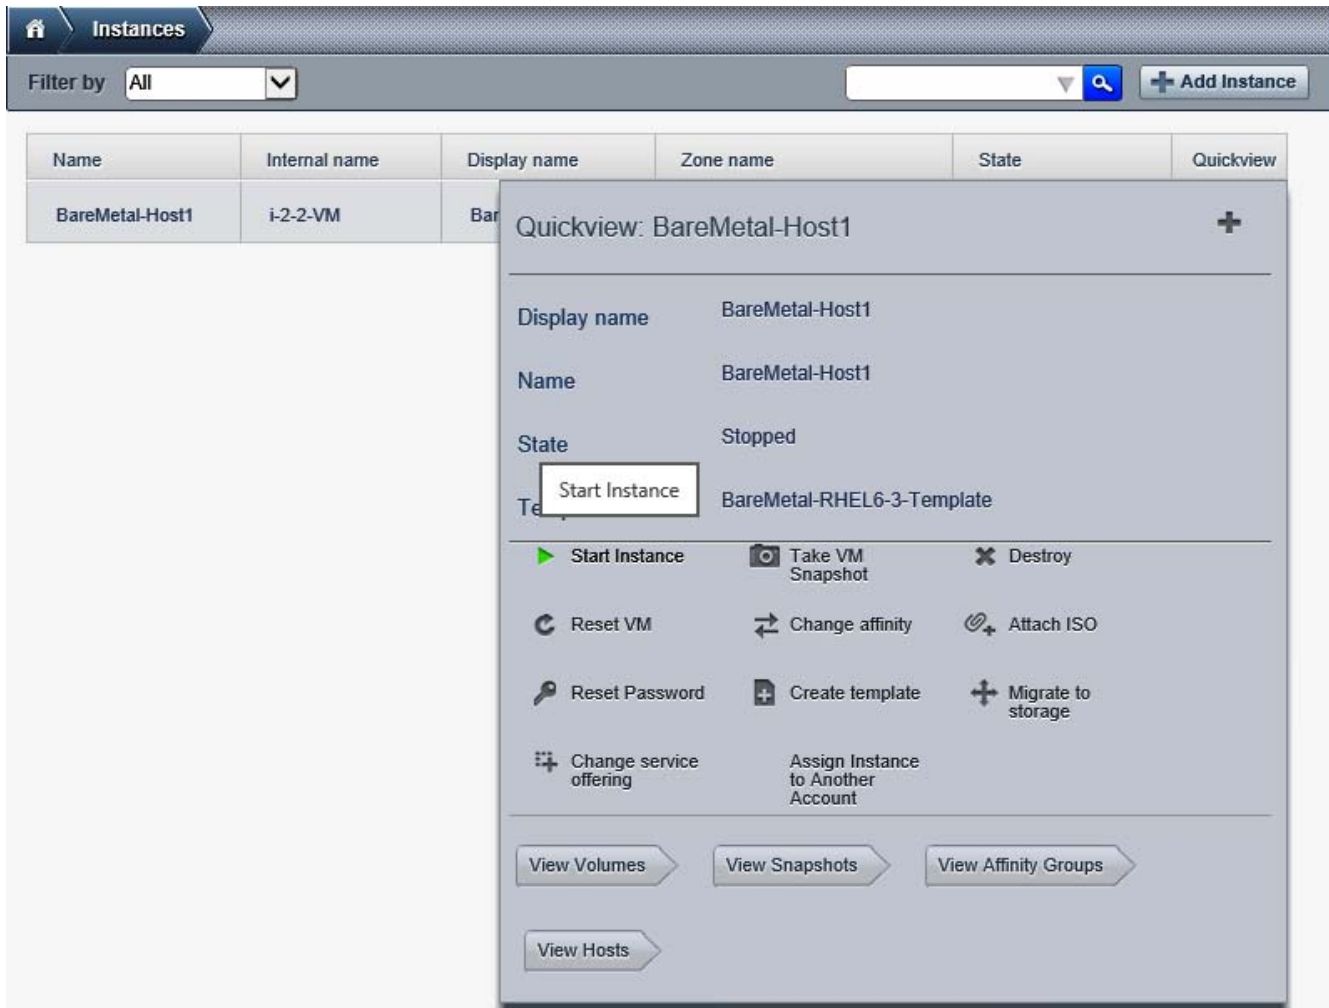 Instances
Filter by All
Add Instance
Name Internal name Display name Zone name State Quickview
BareMetal-Host1 i-2-2-VM Bar
Quickview: BareMetal-Host1
Display name BareMetal-Host1
Name BareMetal-Host1
State Stopped
Start Instance
Te BareMetal-RHEL6-3-Template
Start Instance
Take VM
Snapshot
Destroy
Reset VM
Change affinity
Attach ISO
Reset Password
Create template
Migrate to
storage
Change service
offering
Assign Instance
to Another
Account
View Volumes
View Snapshots
View Affinity Groups
View Hosts